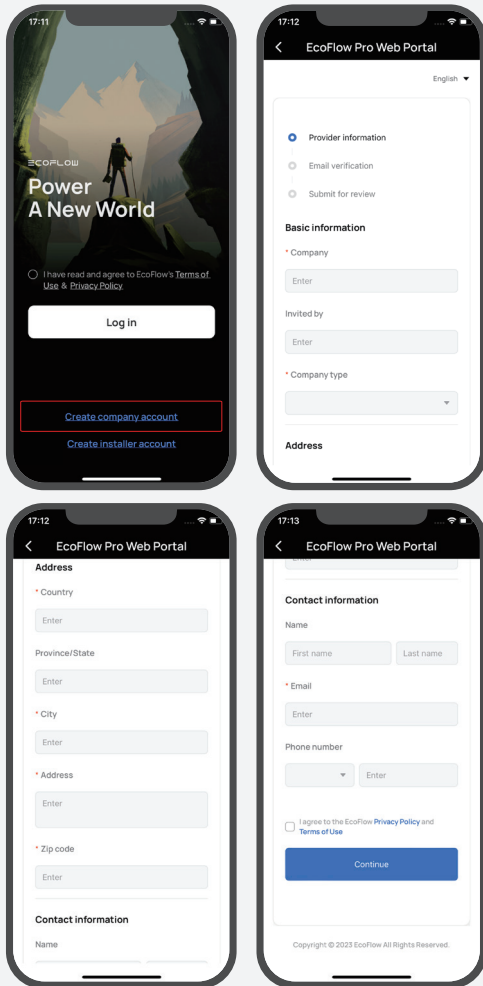 17:11
ECOFLOW
Power
A New World
I have read and agree to EcoFlow's Terms of
Use & Privacy Policy
Log in
Create company account
Create installer account
17:12
EcoFlow Pro Web Portal
English
Provider information
Email verification
Submit for review
Basic information
* Company
Enter
Invited by
Enter
* Company type
Address
17:12
EcoFlow Pro Web Portal
Address
* Country
Enter
Province/State
Enter
* City
Enter
* Address
Enter
* Zip code
Enter
Contact information
Name
17:13
EcoFlow Pro Web Portal
Enter
Contact information
Name
First name Last name
* Email
Enter
Phone number
Enter
I agree to the EcoFlow Privacy Policy and
Terms of Use
Continue
Copyright © 2023 EcoFlow All Rights Reserved.